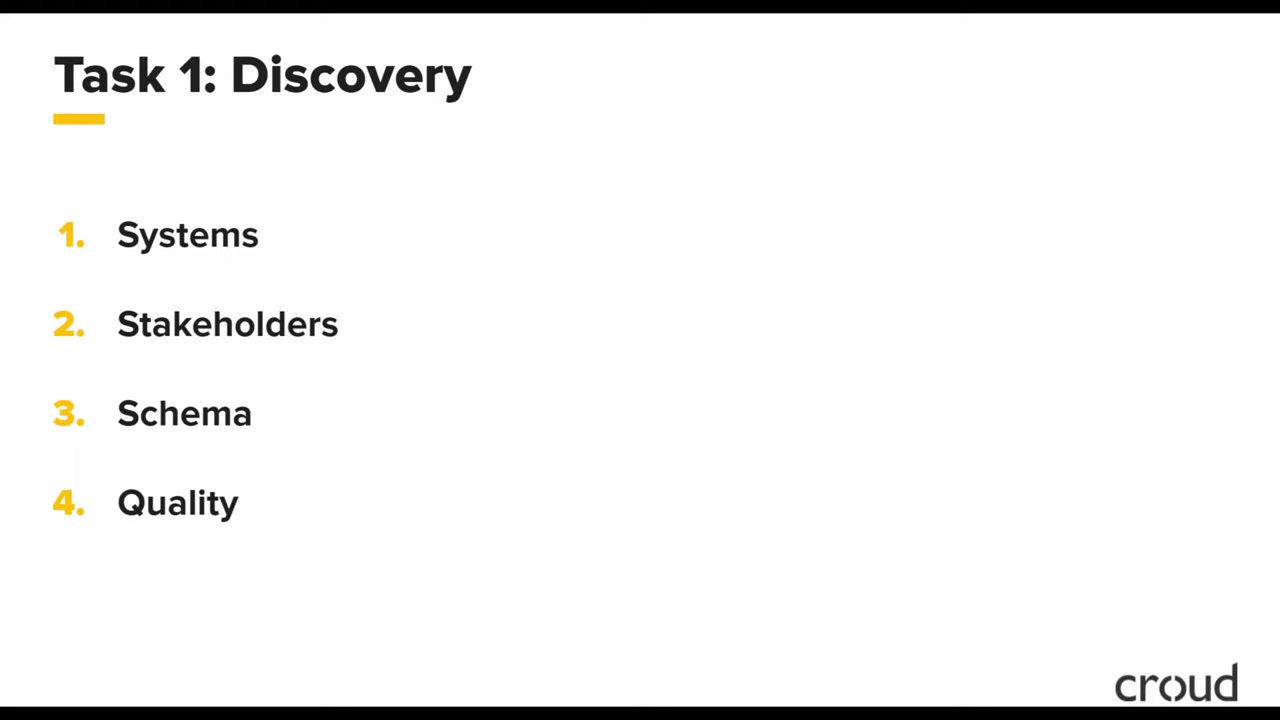 Task 1: Discovery
1. Systems
2. Stakeholders
3. Schema
4. Quality
croud